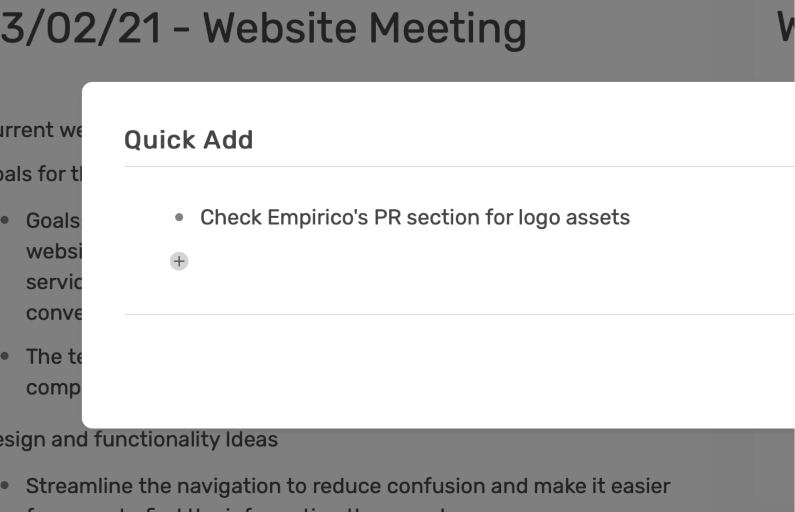 3/02/21 - Website Meeting
Quick Add
Check Empirico's PR section for logo assets
urrent we
oals for th
Goals
websi
servic
conve
The te
comp
esign and functionality Ideas
Streamline the navigation to reduce confusion and make it easier